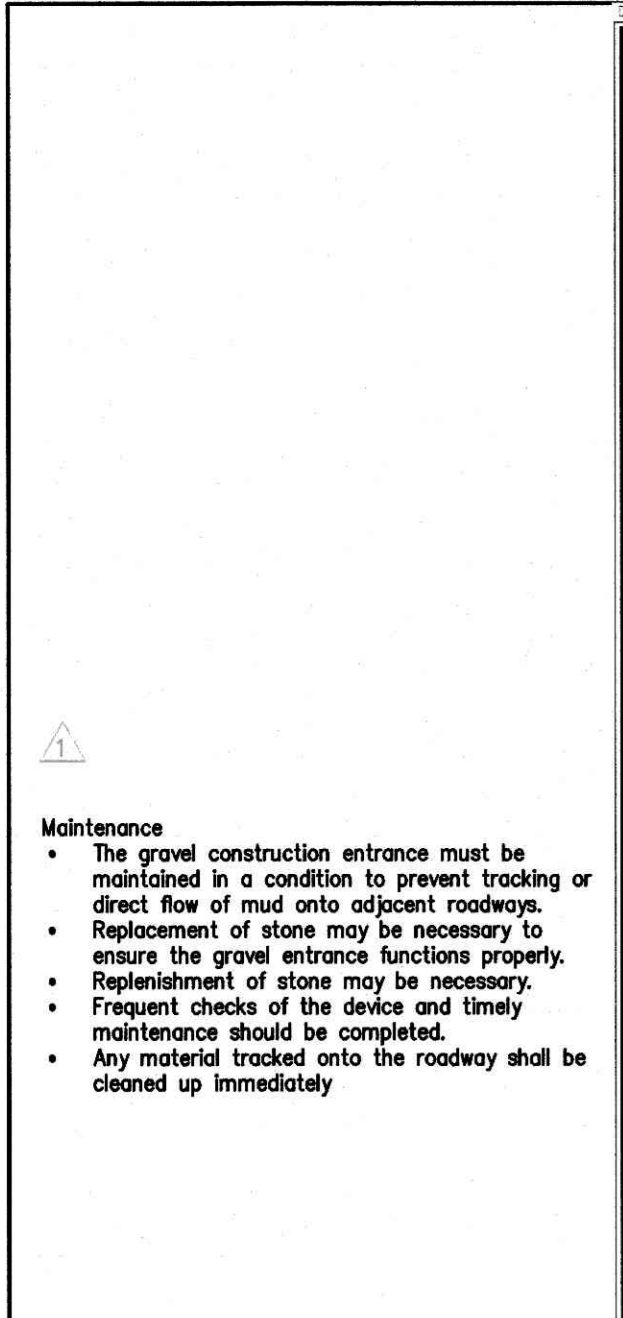 1
Maintenance
• The gravel construction entrance must be
maintained in a condition to prevent tracking or
direct flow of mud onto adjacent roadways.
• Replacement of stone may be necessary to
ensure the gravel entrance functions properly.
• Replenishment of stone may be necessary.
• Frequent checks of the device and timely
maintenance should be completed.
• Any material tracked onto the roadway shall be
cleaned up immediately